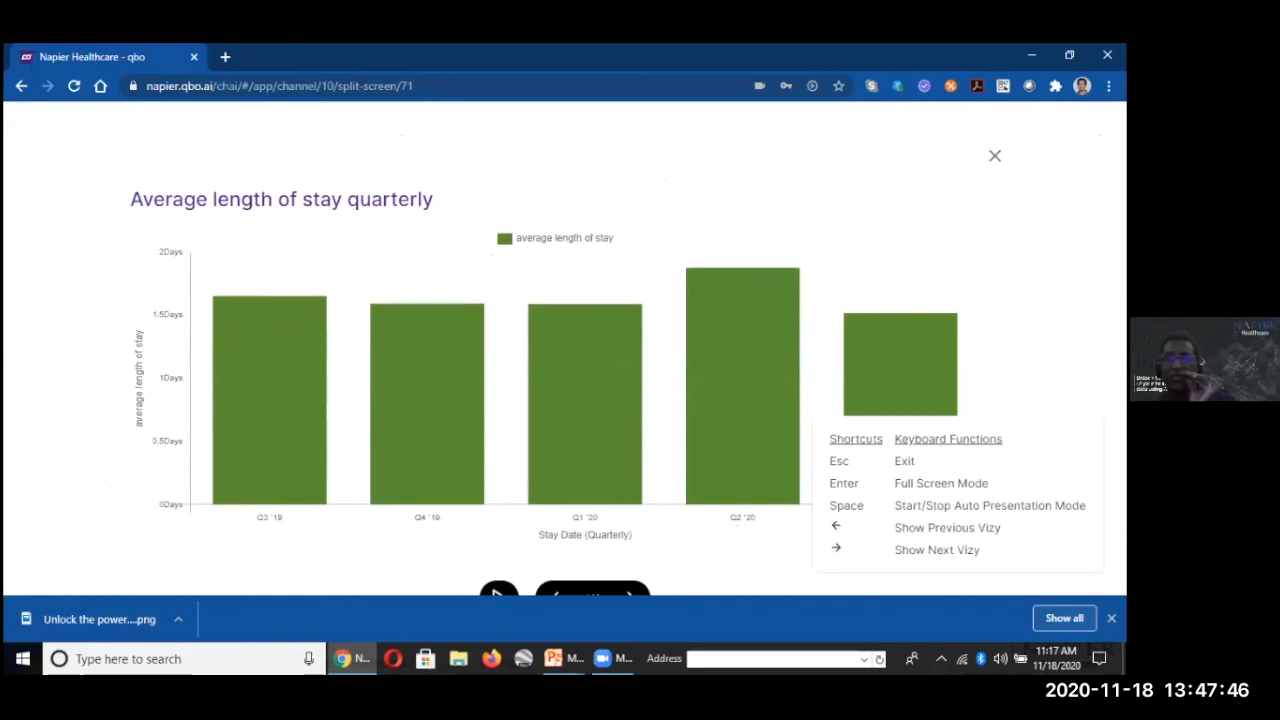 Napier Healthcare - qbo
napier.qbo.ai/chai/#/app/channel/10/split-screen/71
Average length of stay quarterly
average length of stay
2Days
1.5Days
1Days
0.5Days
0Days
average length of stay
Q3 '19
Q4 '19
Q1 '20
Q2 '20
Stay Date (Quarterly)
Shortcuts Keyboard Functions
Esc Exit
Enter Full Screen Mode
Space Start/Stop Auto Presentation Mode
← Show Previous Vizy
→ Show Next Vizy
NAPIER
Healthcare
Unlock the power....png
Show all
Type here to search
N...
M...
M...
Address
11:17 AM
11/18/2020
2020-11-18 13:47:46